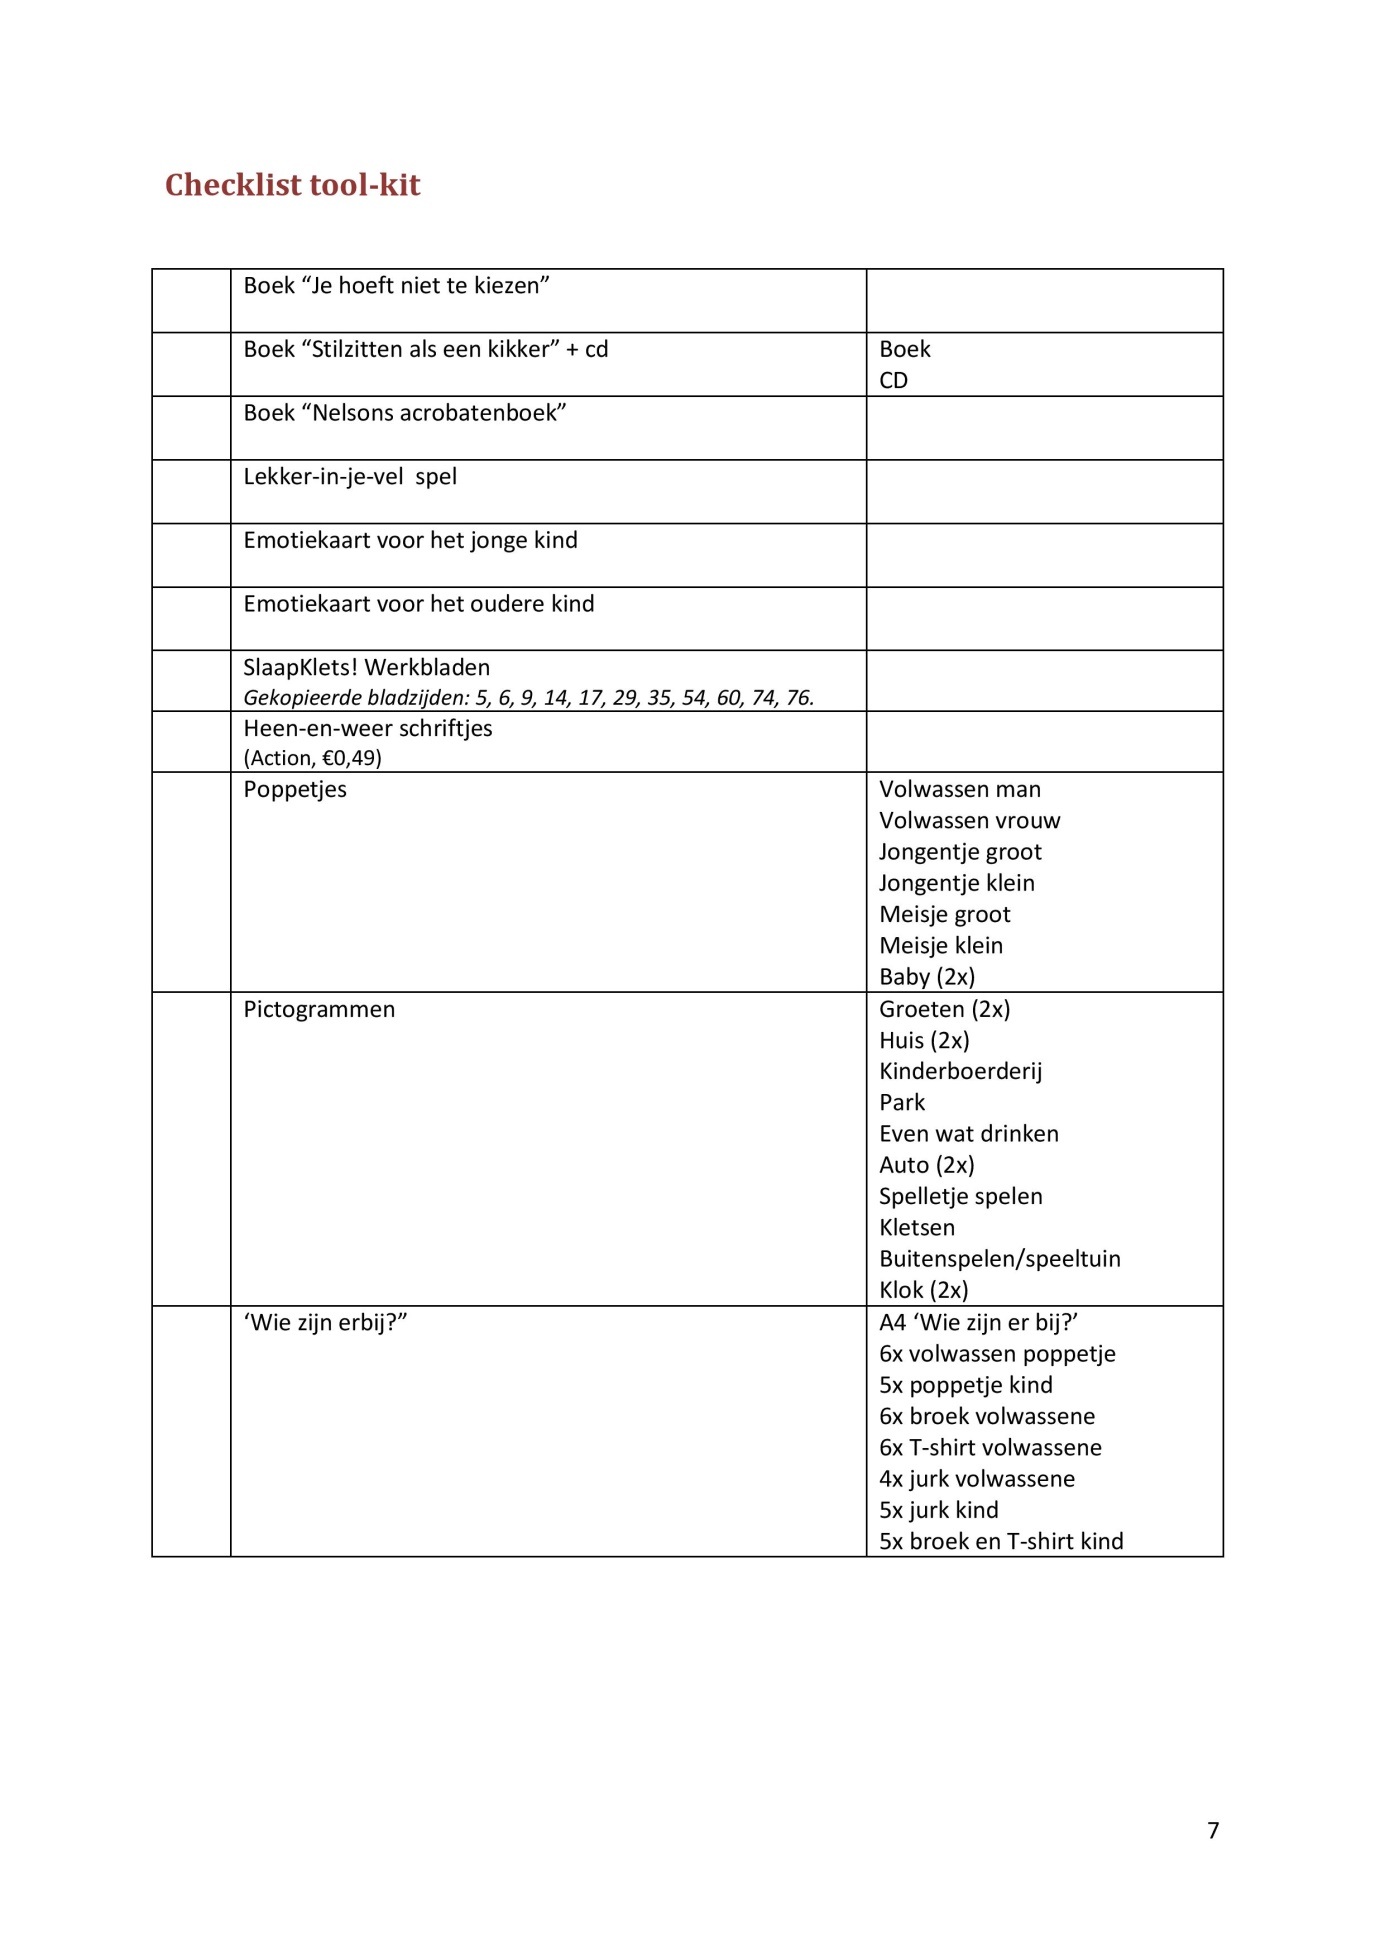 Checklist tool-kit
Boek “Je hoeft niet te kiezen”
Boek “Stilzitten als een kikker” + cd
Boek
CD
Boek “Nelsons acrobatenboek”
Lekker-in-je-vel  spel
Emotiekaart voor het jonge kind
Emotiekaart voor het oudere kind
SlaapKlets! Werkbladen
Gekopieerde bladzijden: 5, 6, 9, 14, 17, 29, 35, 54, 60, 74, 76.
Heen-en-weer schriftjes
(Action, €0,49)
Poppetjes
Volwassen man
Volwassen vrouw
Jongentje groot
Jongentje klein
Meisje groot
Meisje klein
Baby (2x)
Pictogrammen
Groeten (2x)
Huis (2x)
Kinderboerderij
Park
Even wat drinken
Auto (2x)
Spelletje spelen
Kletsen
Buitenspelen/speeltuin
Klok (2x)
‘Wie zijn erbij?”
A4 ‘Wie zijn er bij?’
6x volwassen poppetje
5x poppetje kind
6x broek volwassene
6x T-shirt volwassene
4x jurk volwassene
5x jurk kind
5x broek en T-shirt kind
7